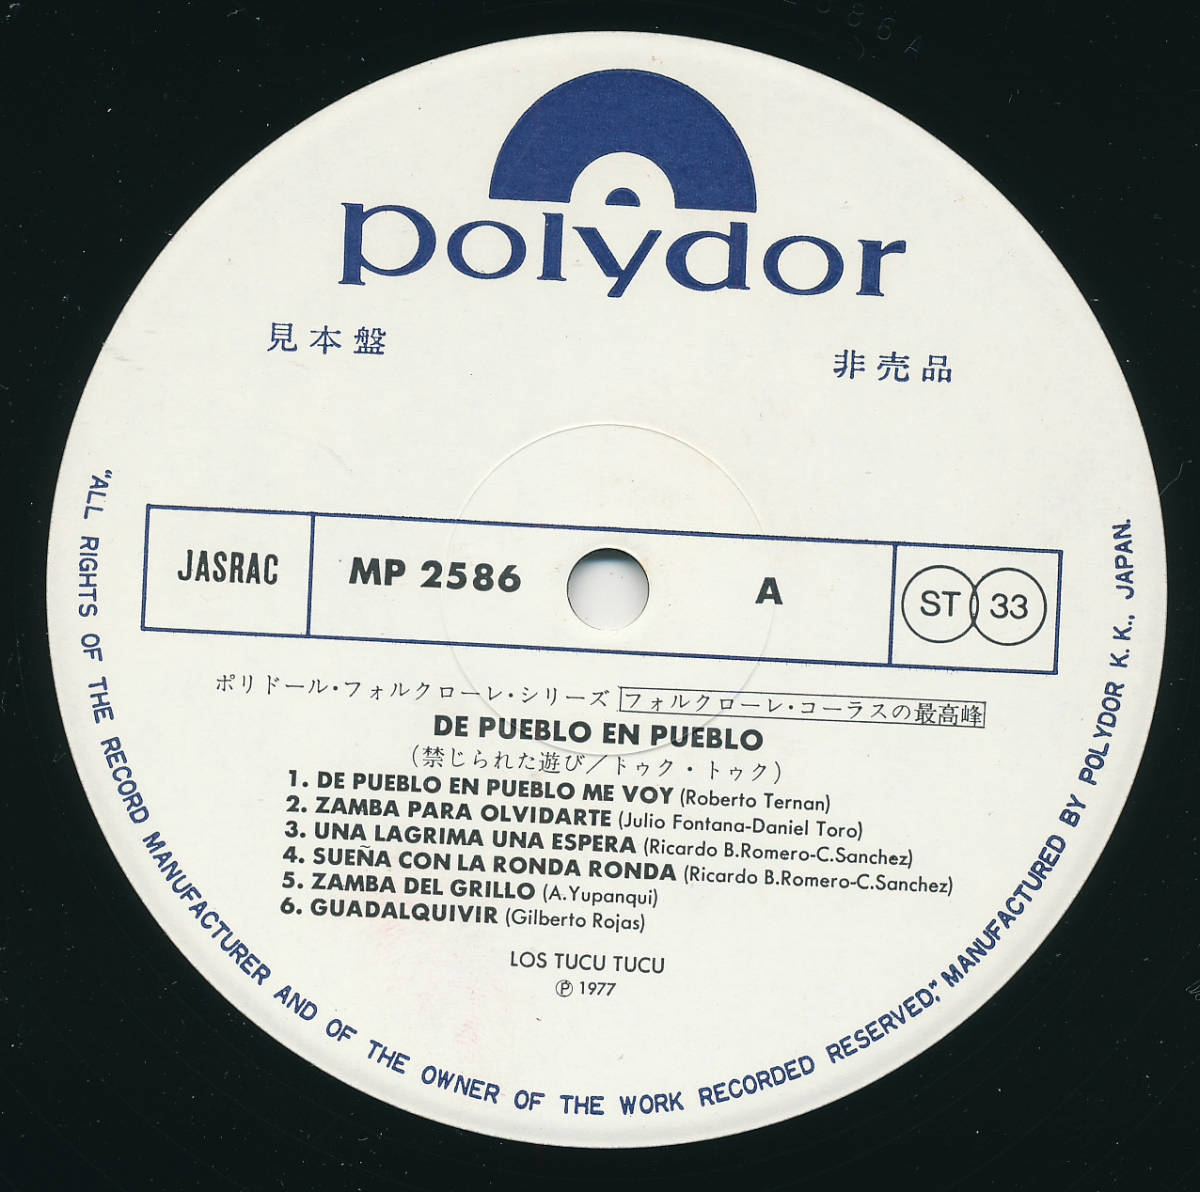 polydor
見本盤
非売品
JASRAC
MP 2586
A
ST 33
ポリドール・フォルクローレ・シリーズ フォルクローレ・コーラスの最高峰
DE PUEBLO EN PUEBLO
(禁じられた遊び/トゥク・トゥク)
1. DE PUEBLO EN PUEBLO ME VOY (Roberto Ternan)
2. ZAMBA PARA OLVIDARTE (Julio Fontana-Daniel Toro)
3. UNA LAGRIMA UNA ESPERA (Ricardo B.Romero-C.Sanchez)
4. SUEÑA CON LA RONDA RONDA (Ricardo B.Romero-C.Sanchez)
5. ZAMBA DEL GRILLO (A.Yupanqui)
6. GUADALQUIVIR (Gilberto Rojas)
LOS TUCU TUCU
Ⓟ 1977
"ALL RIGHTS OF THE RECORD MANUFACTURER AND OF THE OWNER OF THE WORK RECORDED RESERVED." MANUFACTURED BY POLYDOR K.K., JAPAN.